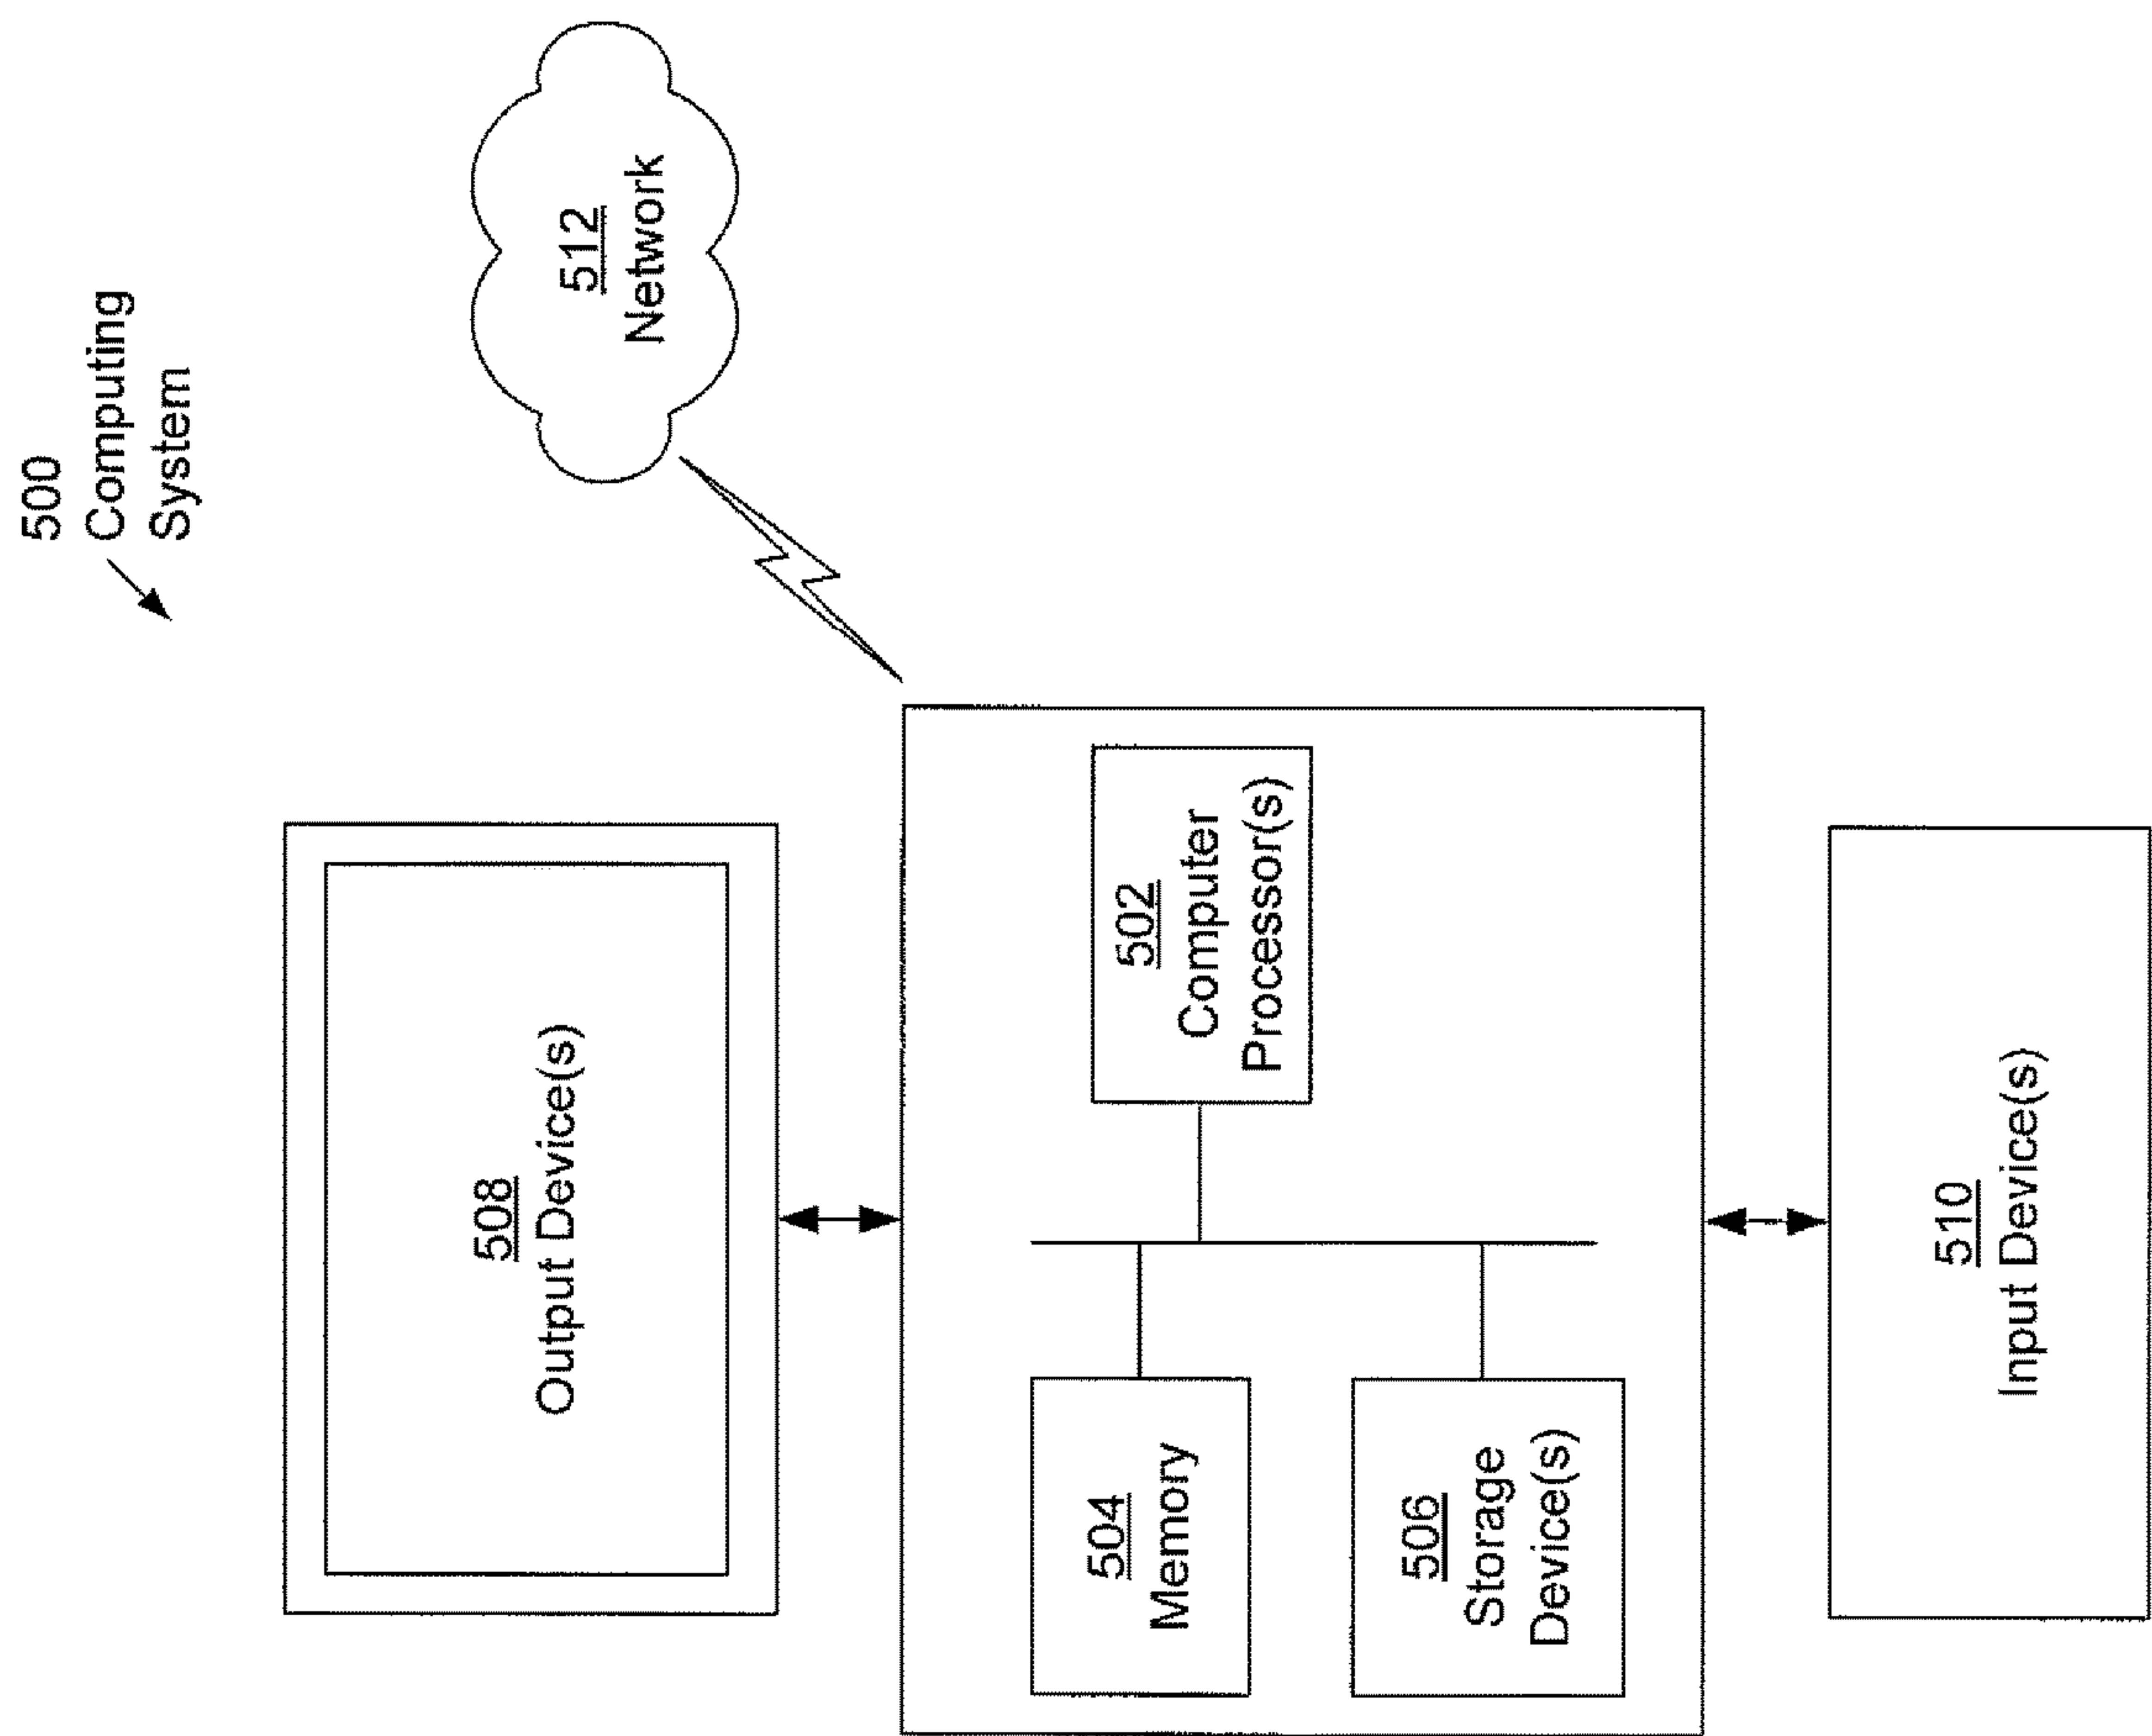 500
Computing
System
512
Network
508
Output Device(s)
502
Computer
Processor(s)
504
Memory
506
Storage
Device(s)
510
Input Device(s)